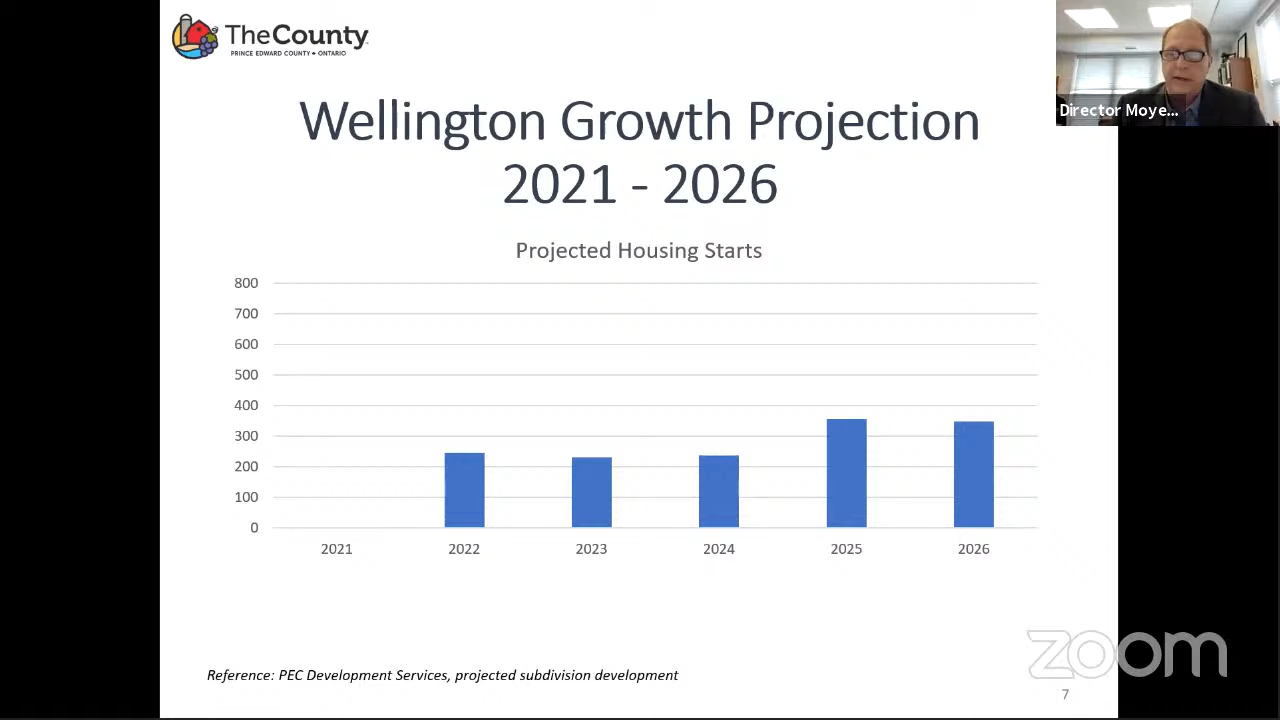 TheCounty
PRINCE EDWARD COUNTY • ONTARIO
Director Moye...
Wellington Growth Projection
2021 - 2026
Projected Housing Starts
800
700
600
500
400
300
200
100
0
2021 2022 2023 2024 2025 2026
Reference: PEC Development Services, projected subdivision development
zoom
7